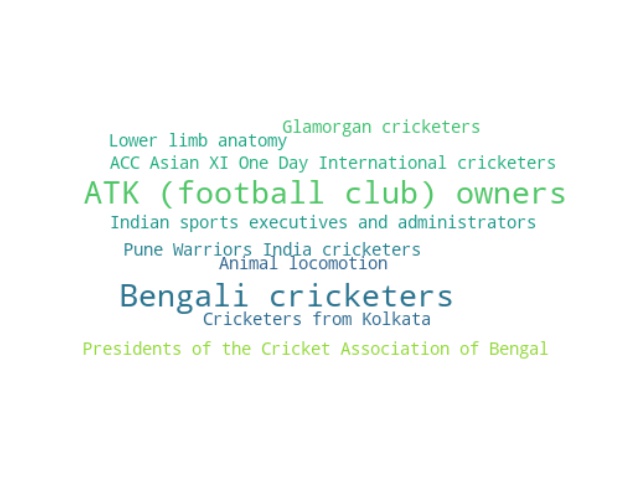 Glamorgan cricketers
Lower limb anatomy
ACC Asian XI One Day International cricketers
ATK (football club) owners
Indian sports executives and administrators
Pune Warriors India cricketers
Animal locomotion
Bengali cricketers
Cricketers from Kolkata
Presidents of the Cricket Association of Bengal